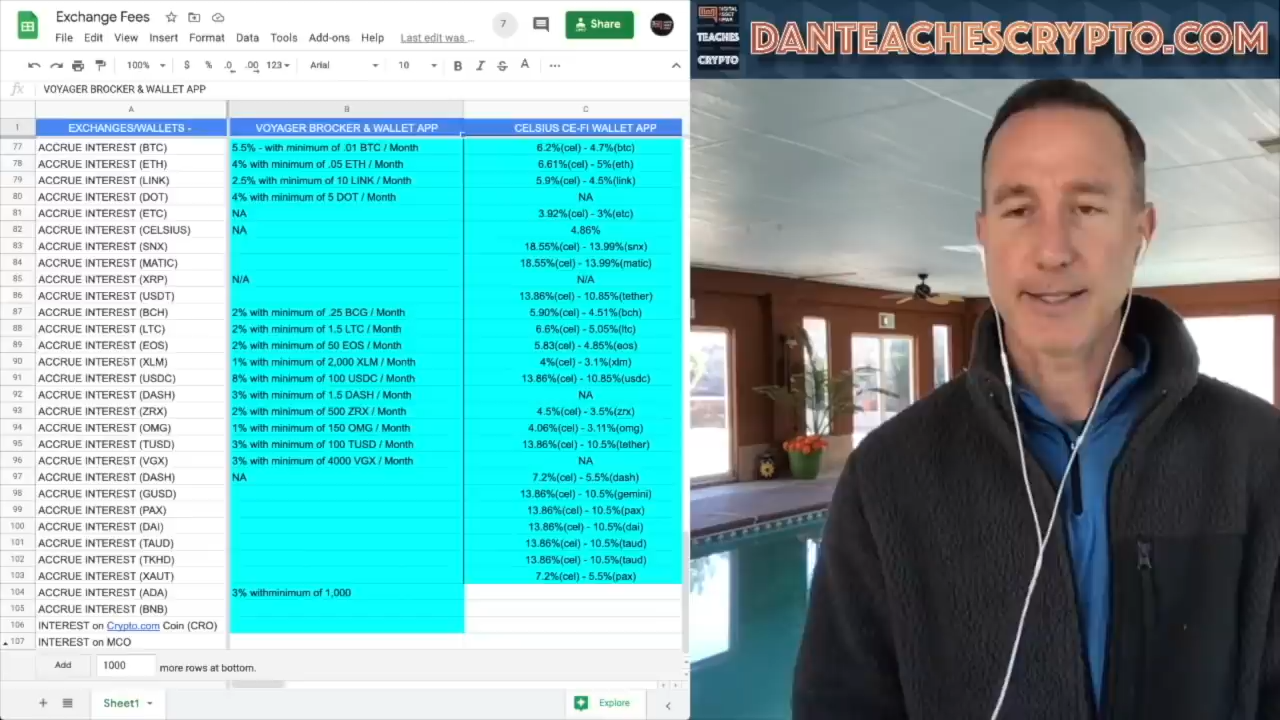 Exchange Fees
File Edit View Insert Format Data Tools Add-ons Help Last edit was ...
7
Share
100% $ % .0 .00 123 Arial 10 B I S A ...
fx VOYAGER BROCKER & WALLET APP
A B C
1 EXCHANGES/WALLETS - VOYAGER BROCKER & WALLET APP CELSIUS CE-FI WALLET APP
77 ACCRUE INTEREST (BTC) 5.5% - with minimum of .01 BTC / Month 6.2%(cel) - 4.7%(btc)
78 ACCRUE INTEREST (ETH) 4% with minimum of .05 ETH / Month 6.61%(cel) - 5%(eth)
79 ACCRUE INTEREST (LINK) 2.5% with minimum of 10 LINK / Month 5.9%(cel) - 4.5%(link)
80 ACCRUE INTEREST (DOT) 4% with minimum of 5 DOT / Month NA
81 ACCRUE INTEREST (ETC) NA 3.92%(cel) - 3%(etc)
82 ACCRUE INTEREST (CELSIUS) NA 4.86%
83 ACCRUE INTEREST (SNX) 18.55%(cel) - 13.99%(snx)
84 ACCRUE INTEREST (MATIC) 18.55%(cel) - 13.99%(matic)
85 ACCRUE INTEREST (XRP) N/A N/A
86 ACCRUE INTEREST (USDT) 13.86%(cel) - 10.85%(tether)
87 ACCRUE INTEREST (BCH) 2% with minimum of .25 BCG / Month 5.90%(cel) - 4.51%(bch)
88 ACCRUE INTEREST (LTC) 2% with minimum of 1.5 LTC / Month 6.6%(cel) - 5.05%(ltc)
89 ACCRUE INTEREST (EOS) 2% with minimum of 50 EOS / Month 5.83(cel) - 4.85%(eos)
90 ACCRUE INTEREST (XLM) 1% with minimum of 2,000 XLM / Month 4%(cel) - 3.1%(xlm)
91 ACCRUE INTEREST (USDC) 8% with minimum of 100 USDC / Month 13.86%(cel) - 10.85%(usdc)
92 ACCRUE INTEREST (DASH) 3% with minimum of 1.5 DASH / Month NA
93 ACCRUE INTEREST (ZRX) 2% with minimum of 500 ZRX / Month 4.5%(cel) - 3.5%(zrx)
94 ACCRUE INTEREST (OMG) 1% with minimum of 150 OMG / Month 4.06%(cel) - 3.11%(omg)
95 ACCRUE INTEREST (TUSD) 3% with minimum of 100 TUSD / Month 13.86%(cel) - 10.5%(tether)
96 ACCRUE INTEREST (VGX) 3% with minimum of 4000 VGX / Month NA
97 ACCRUE INTEREST (DASH) NA 7.2%(cel) - 5.5%(dash)
98 ACCRUE INTEREST (GUSD) 13.86%(cel) - 10.5%(gemini)
99 ACCRUE INTEREST (PAX) 13.86%(cel) - 10.5%(pax)
100 ACCRUE INTEREST (DAI) 13.86%(cel) - 10.5%(dai)
101 ACCRUE INTEREST (TAUD) 13.86%(cel) - 10.5%(taud)
102 ACCRUE INTEREST (TKHD) 13.86%(cel) - 10.5%(taud)
103 ACCRUE INTEREST (XAUT) 7.2%(cel) - 5.5%(pax)
104 ACCRUE INTEREST (ADA) 3% withminimum of 1,000
105 ACCRUE INTEREST (BNB)
106 INTEREST on Crypto.com Coin (CRO)
107 INTEREST on MCO
Add 1000 more rows at bottom.
Sheet1
Explore
DIGITAL ASSET NEWS
TEACHES
CRYPTO
DANTEACHESCRYPTO.COM